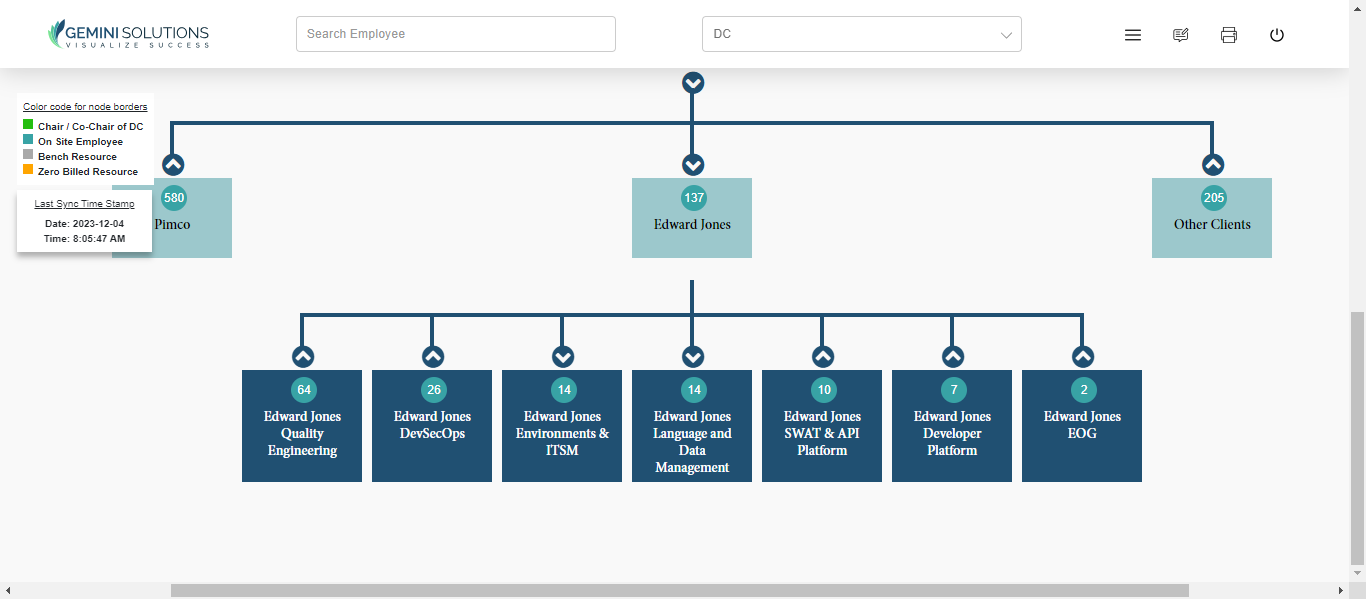 GEMINI SOLUTIONS
VISUALIZE SUCCESS
Search Employee
DC
Color code for node borders
Chair / Co-Chair of DC
On Site Employee
Bench Resource
Zero Billed Resource
Last Sync Time Stamp
Date: 2023-12-04
Time: 8:05:47 AM
580
Pimco
137
Edward Jones
205
Other Clients
64
Edward Jones
Quality
Engineering
26
Edward Jones
DevSecOps
14
Edward Jones
Environments &
ITSM
14
Edward Jones
Language and
Data
Management
10
Edward Jones
SWAT & API
Platform
7
Edward Jones
Developer
Platform
2
Edward Jones
EOG